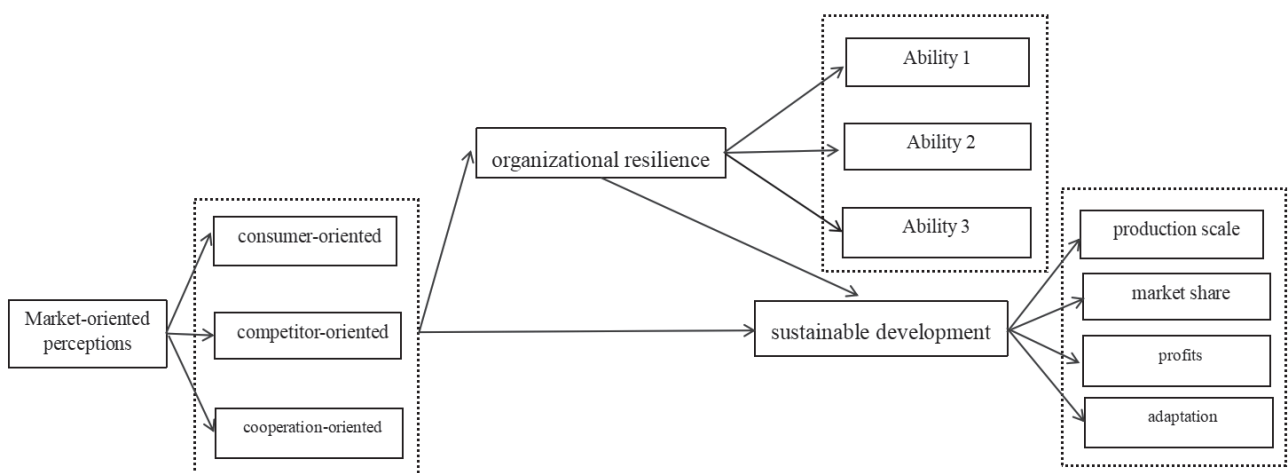 Market-oriented
perceptions
consumer-oriented
competitor-oriented
cooperation-oriented
organizational resilience
Ability 1
Ability 2
Ability 3
sustainable development
production scale
market share
profits
adaptation